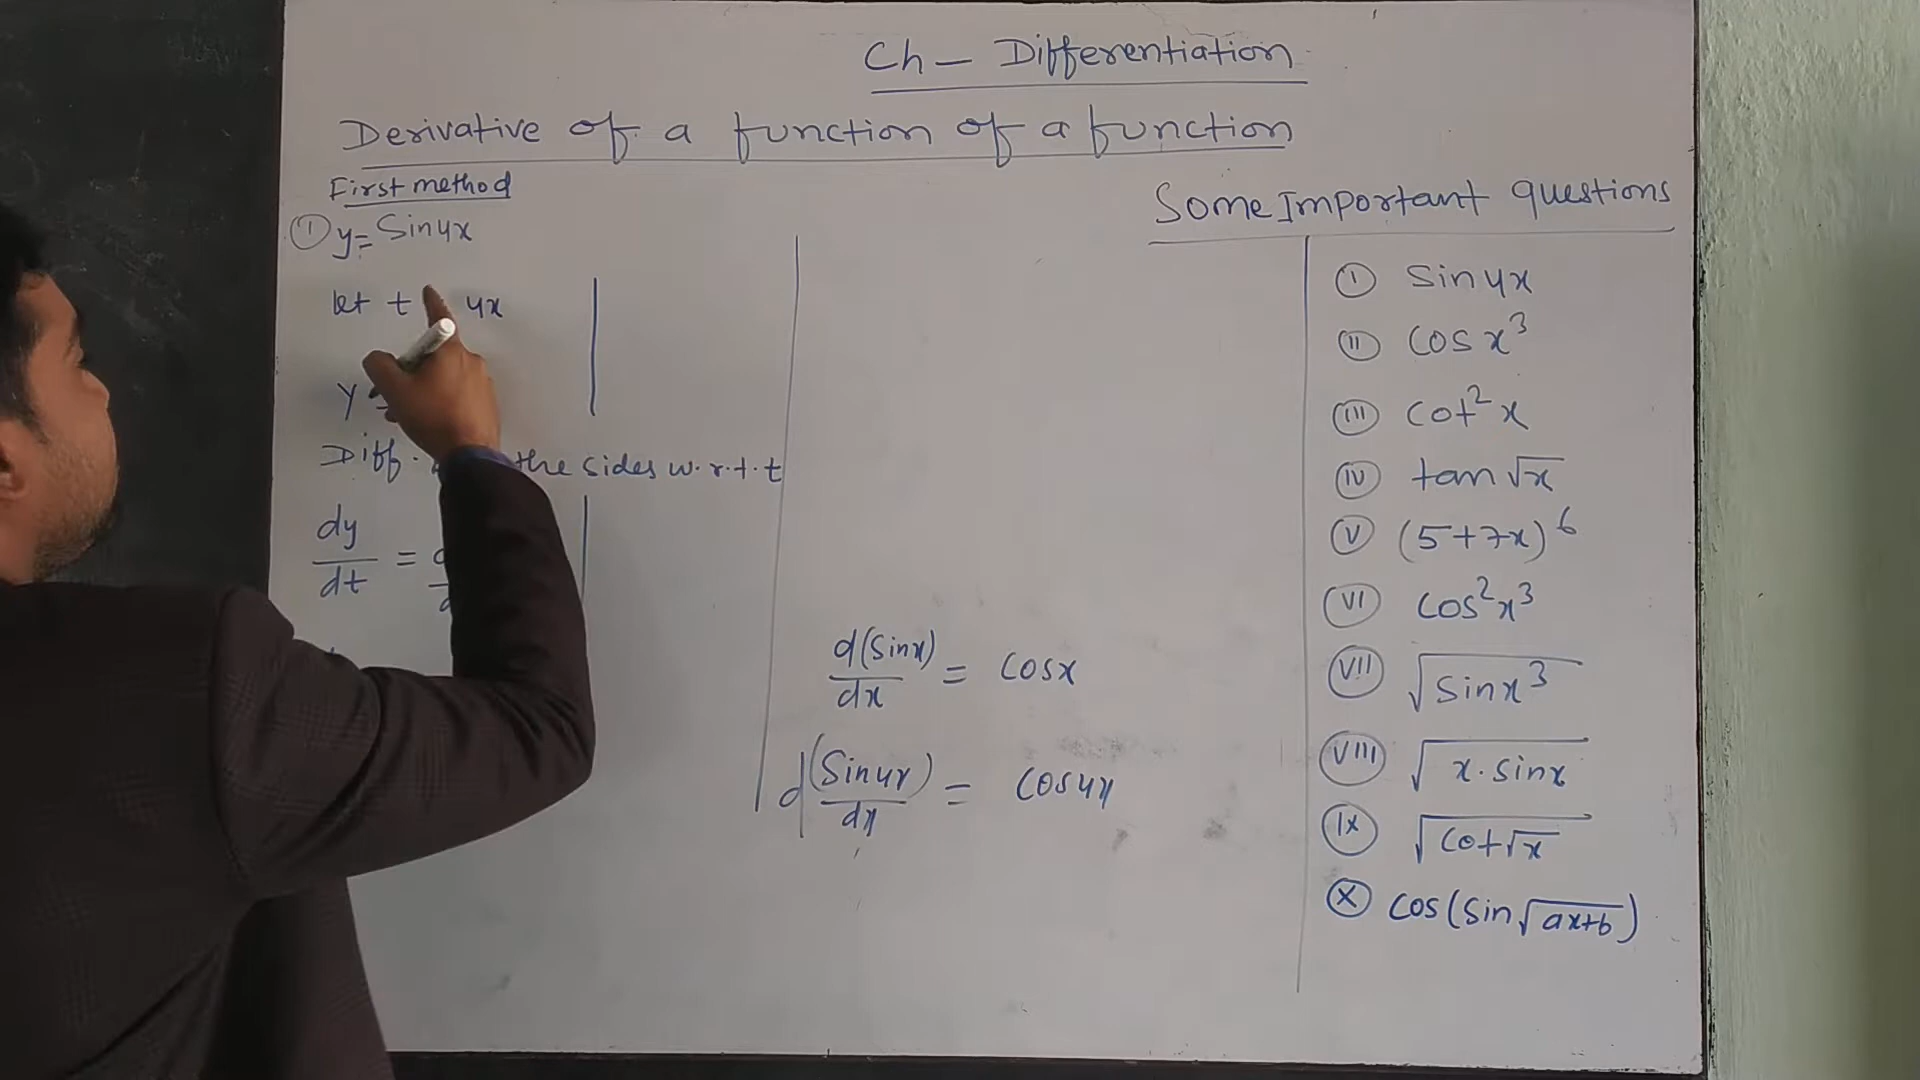 Ch - Differentiation
Derivative of a function of a function
First method
① y = Sin4x
let t 4x
y =
Diff. the sides w.r.t. t
dy/dt =
d(Sinx)/dx = cosx
d(Sin4x)/dx = cos4x
Some Important questions
(i) Sin4x
(ii) cos x³
(iii) cot² x
(iv) tan √x
(v) (5+7x)⁶
(vi) cos²x³
(vii) √(Sinx³)
(viii) √(x.sinx)
(ix) √(cot√x)
(x) cos(sin√(ax+b))